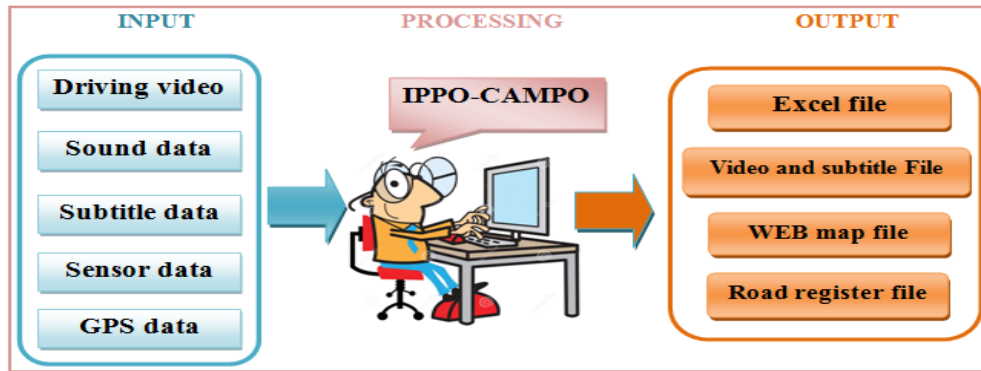 INPUT
PROCESSING
OUTPUT
Driving video
Sound data
Subtitle data
Sensor data
GPS data
IPPO-CAMPO
Excel file
Video and subtitle File
WEB map file
Road register file